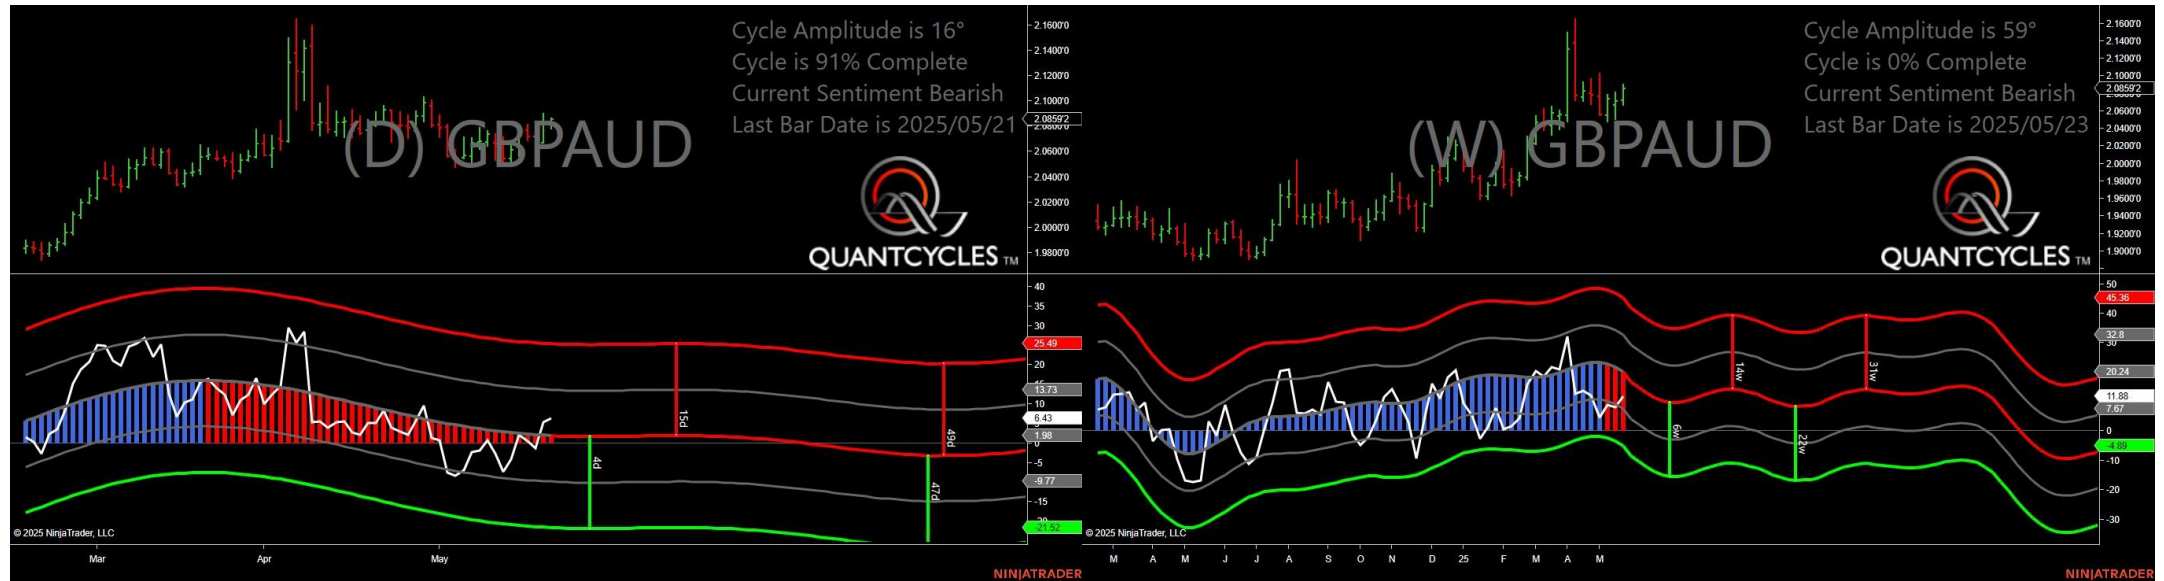 Cycle Amplitude is 16°
Cycle is 91% Complete
Current Sentiment Bearish
Last Bar Date is 2025/05/21
(D) GBPAUD
QUANTCYCLES TM
2.1600'0
2.1400'0
2.1200'0
2.1000'0
2.0859'2
2.0600'0
2.0400'0
2.0200'0
2.0000'0
1.9800'0
40
35
30
25.49
20
13.73
10
6.43
1.98
0
-5
-9.77
-15
-21.52
15d
49d
4d
47d
© 2025 NinjaTrader, LLC
Mar
Apr
May
NINJATRADER
Cycle Amplitude is 59°
Cycle is 0% Complete
Current Sentiment Bearish
Last Bar Date is 2025/05/23
(W) GBPAUD
QUANTCYCLES TM
2.1600'0
2.1400'0
2.1200'0
2.1000'0
2.0859'2
2.0600'0
2.0400'0
2.0200'0
2.0000'0
1.9800'0
1.9600'0
1.9400'0
1.9200'0
1.9000'0
50
45.36
40
32.8
30
20.24
11.88
7.67
0
-4.89
-10
-20
-30
14w
31w
6w
22w
© 2025 NinjaTrader, LLC
M A M J J A S O N D 25 F M A M
NINJATRADER